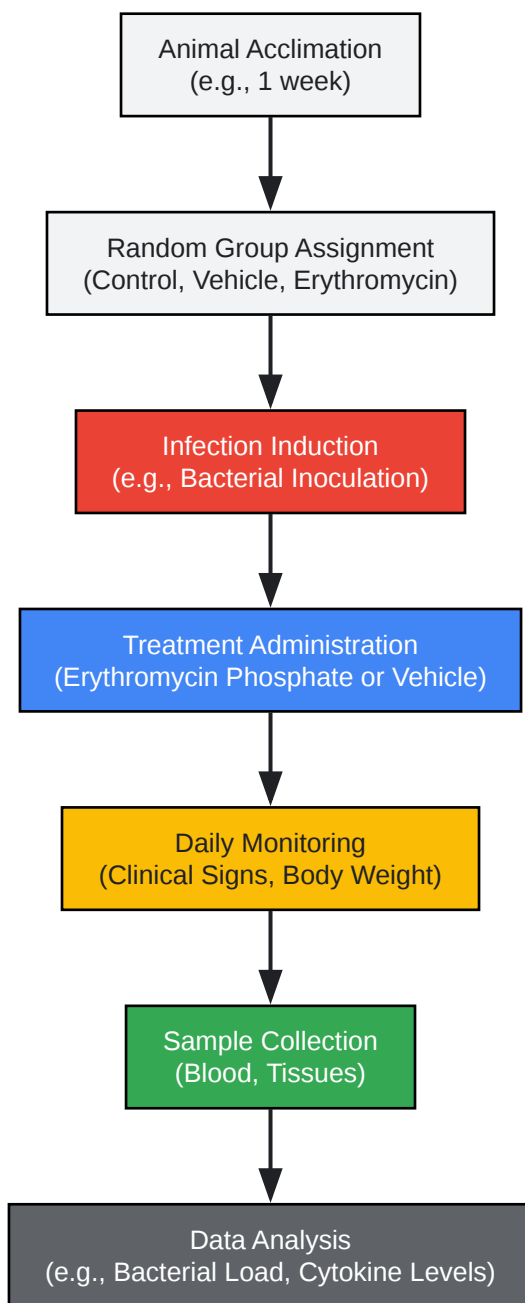 Animal Acclimation
(e.g., 1 week)
Random Group Assignment
(Control, Vehicle, Erythromycin)
Infection Induction
(e.g., Bacterial Inoculation)
Treatment Administration
(Erythromycin Phosphate or Vehicle)
Daily Monitoring
(Clinical Signs, Body Weight)
Sample Collection
(Blood, Tissues)
Data Analysis
(e.g., Bacterial Load, Cytokine Levels)